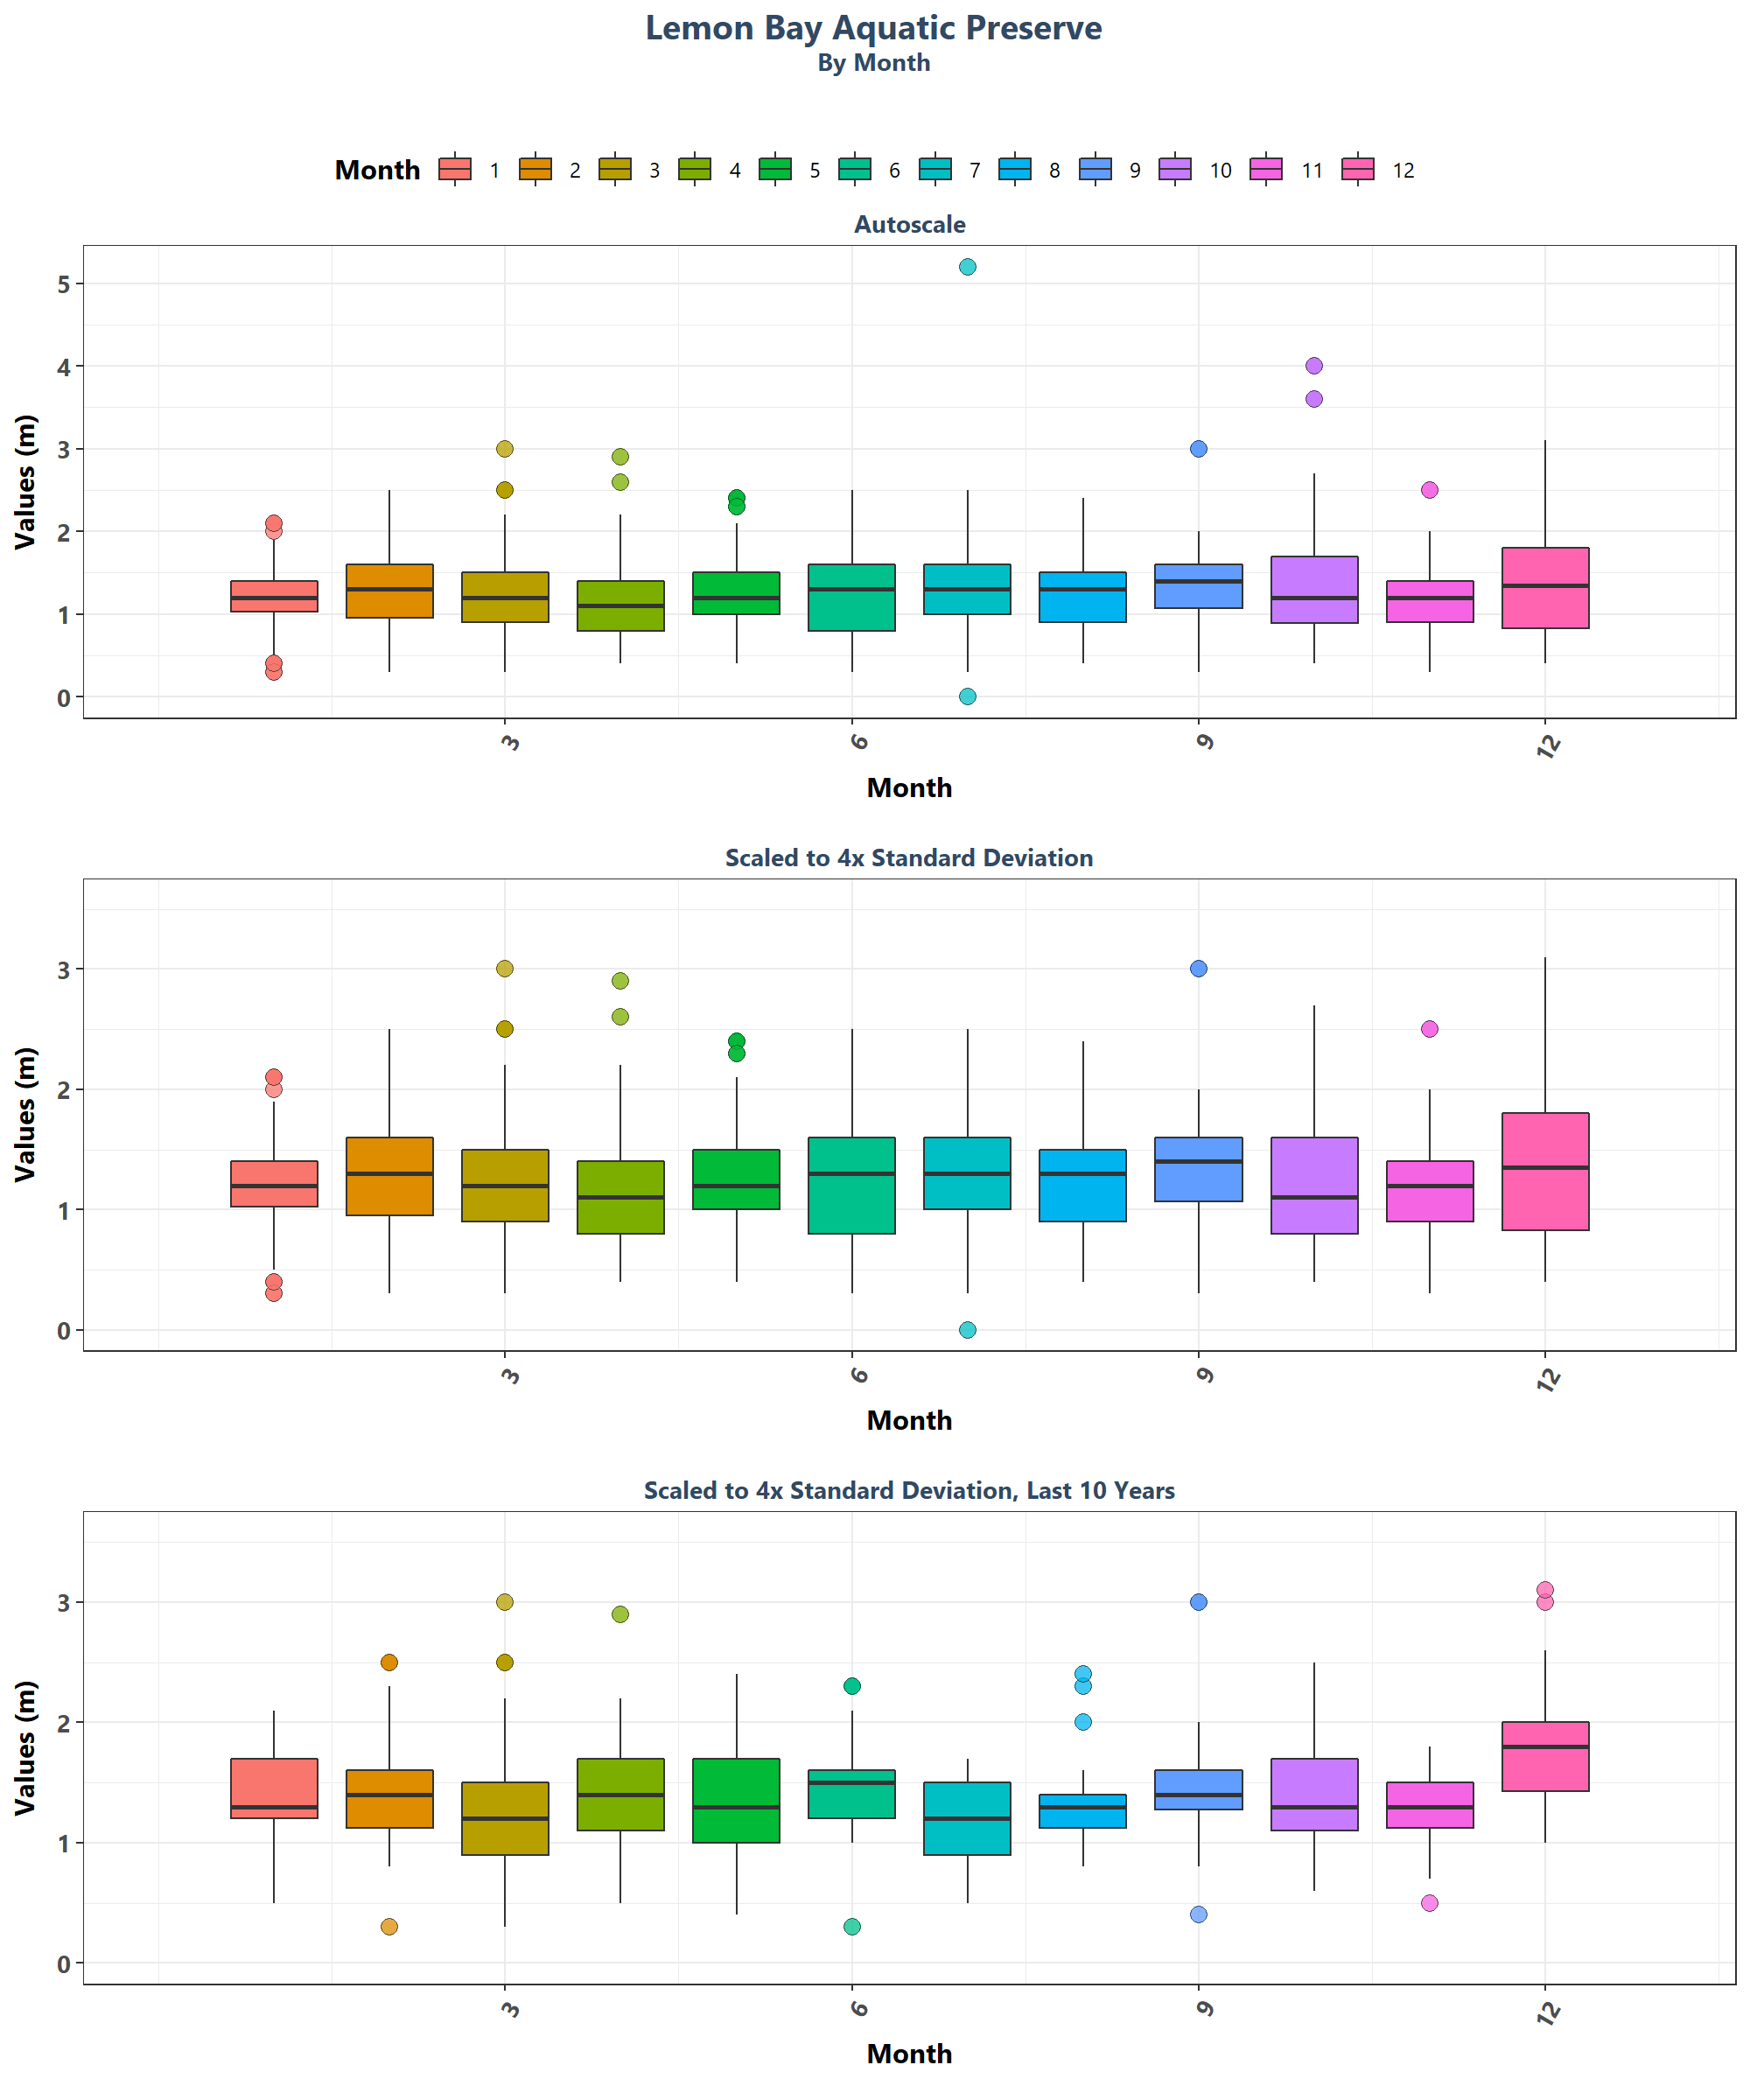 Lemon Bay Aquatic Preserve
By Month
Month 1 2 3 4 5 6 7 8 9 10 11 12
Autoscale
Values (m)
5
4
3
2
1
0
3 6 9 12
Month
Scaled to 4x Standard Deviation
Values (m)
3
2
1
0
3 6 9 12
Month
Scaled to 4x Standard Deviation, Last 10 Years
Values (m)
3
2
1
0
3 6 9 12
Month